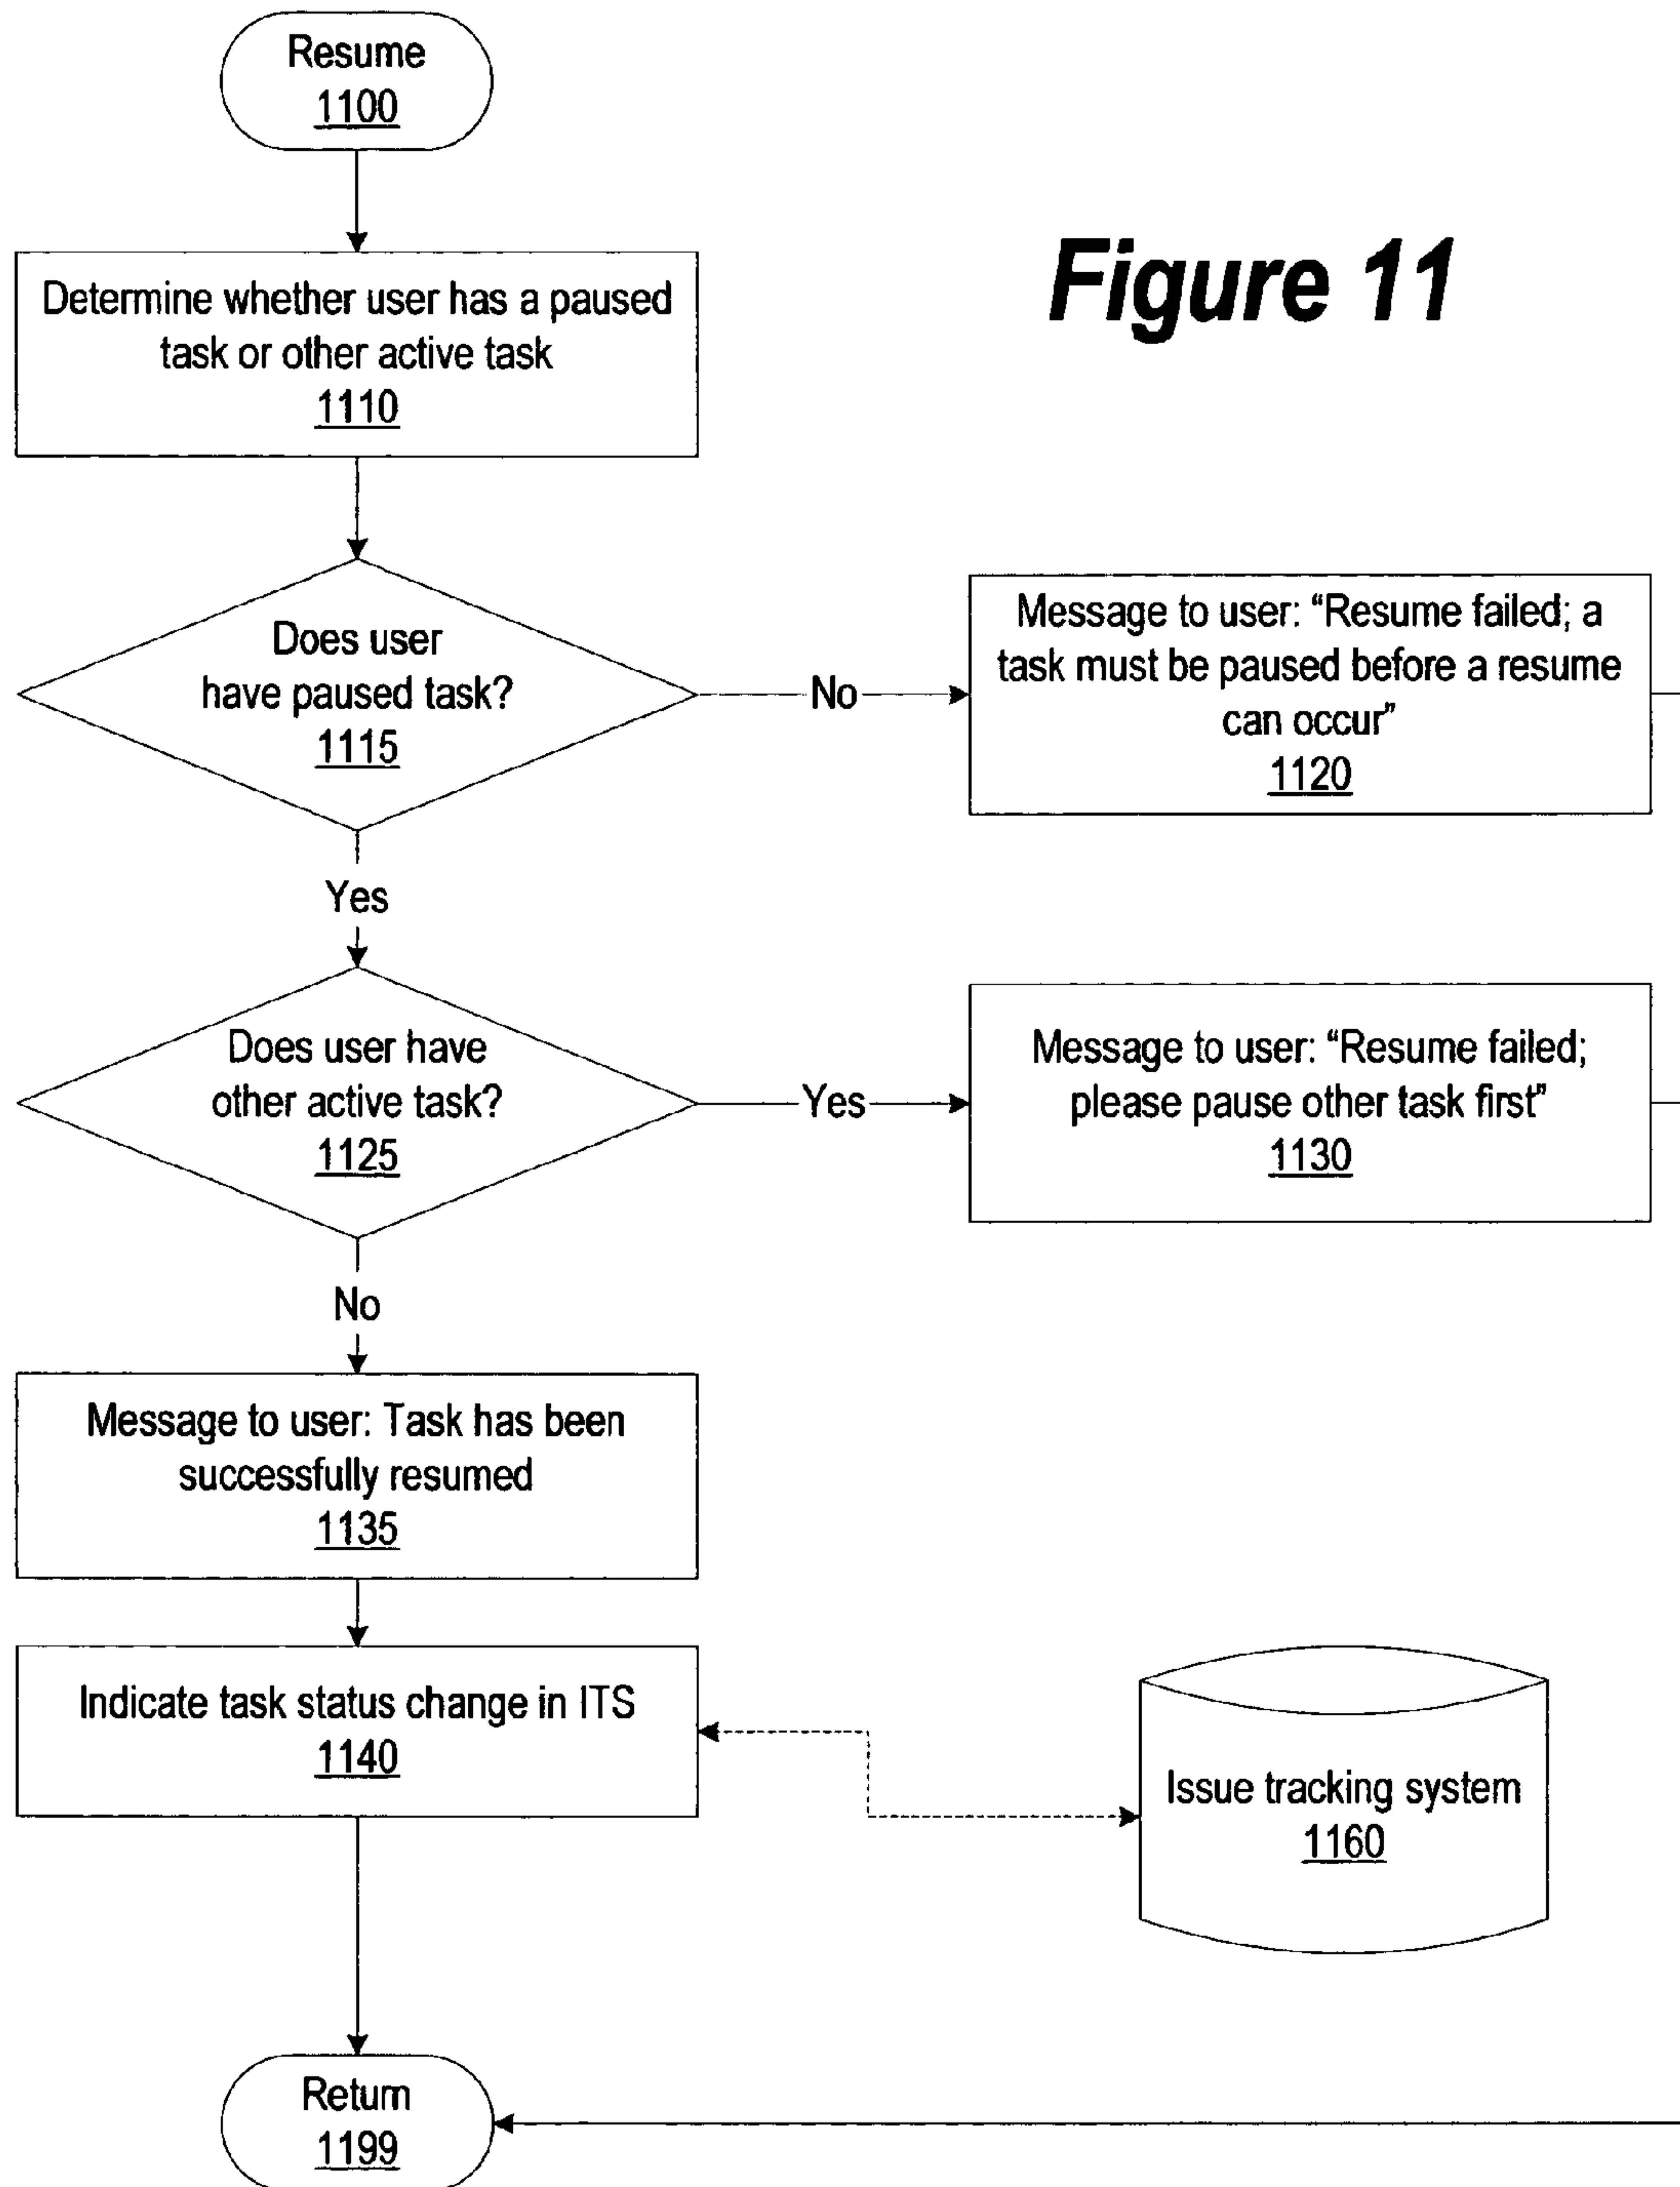 Resume
1100
Figure 11
Determine whether user has a paused
task or other active task
1110
Does user
have paused task?
1115
No
Message to user: “Resume failed; a
task must be paused before a resume
can occur”
1120
Yes
Does user have
other active task?
1125
Yes
Message to user: “Resume failed;
please pause other task first”
1130
No
Message to user: Task has been
successfully resumed
1135
Indicate task status change in ITS
1140
Issue tracking system
1160
Return
1199